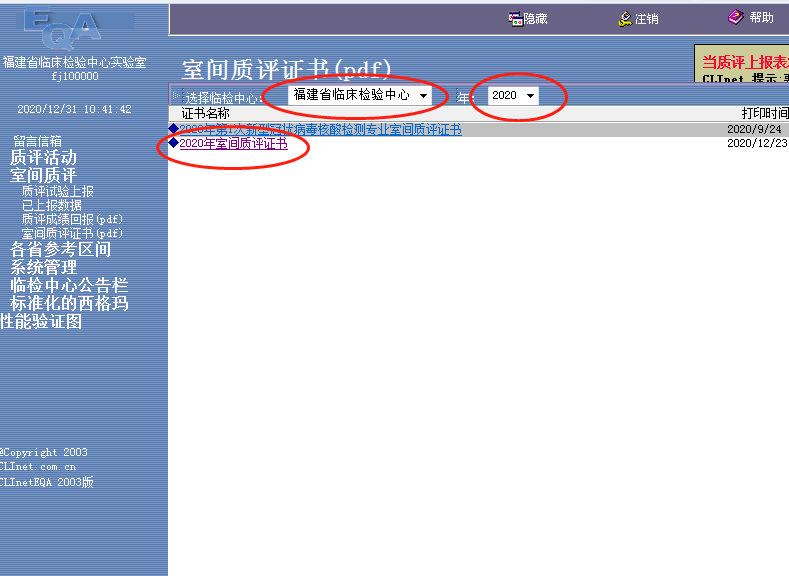 EQA
福建省临床检验中心实验室
fj100000
2020/12/31 10:41:42
留言信箱
质评活动
室间质评
质评试验上报
已上报数据
质评成绩回报(pdf)
室间质评证书(pdf)
各省参考区间
系统管理
临检中心公告栏
标准化的西格玛
性能验证图
@Copyright 2003
CLInet.com.cn
CLInetEQA 2003版
隐藏 注销 帮助
室间质评证书(pdf)
当质评上报表
CLInet 提示:
选择临检中心: 福建省临床检验中心 年: 2020
证书名称 打印时间
2020年第1次新型冠状病毒核酸检测专业室间质评证书 2020/9/24
2020年室间质评证书 2020/12/23